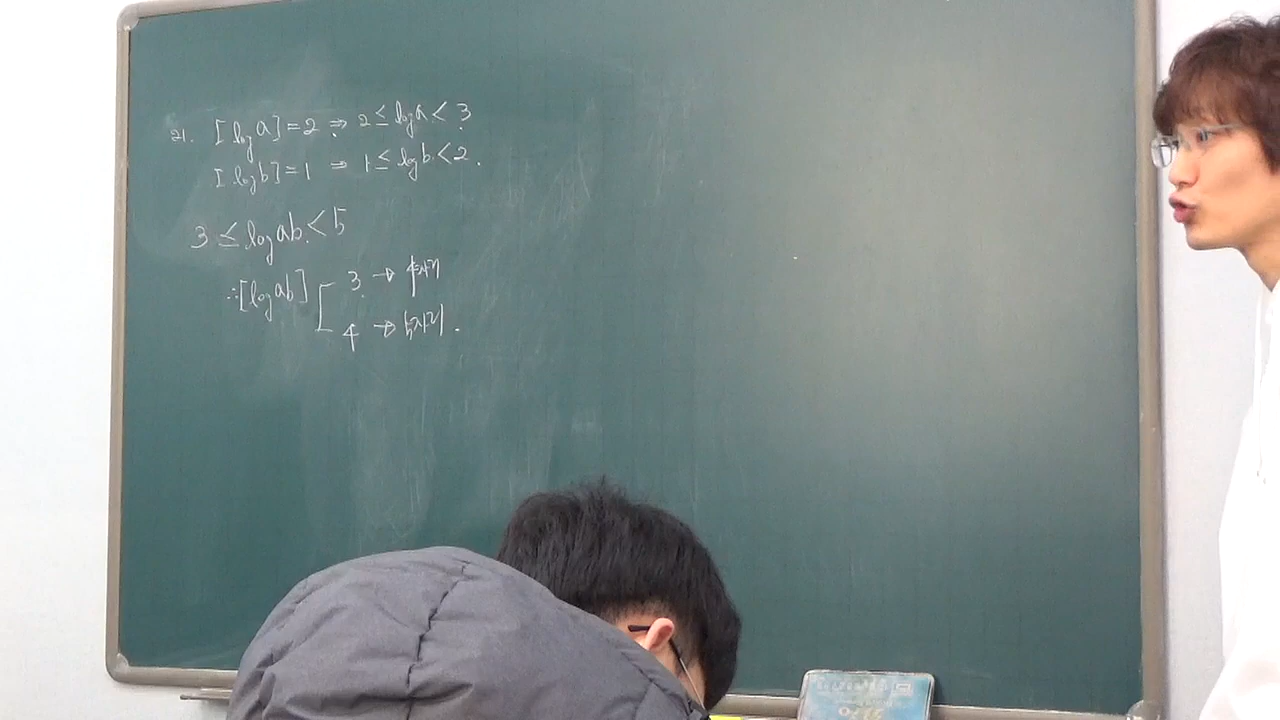 21. [log a] = 2 ⇒ 2 ≤ log a < 3
[log b] = 1 ⇒ 1 ≤ log b < 2.
3 ≤ log ab < 5
∴ [log ab] 3 → 4자리
4 → 5자리.